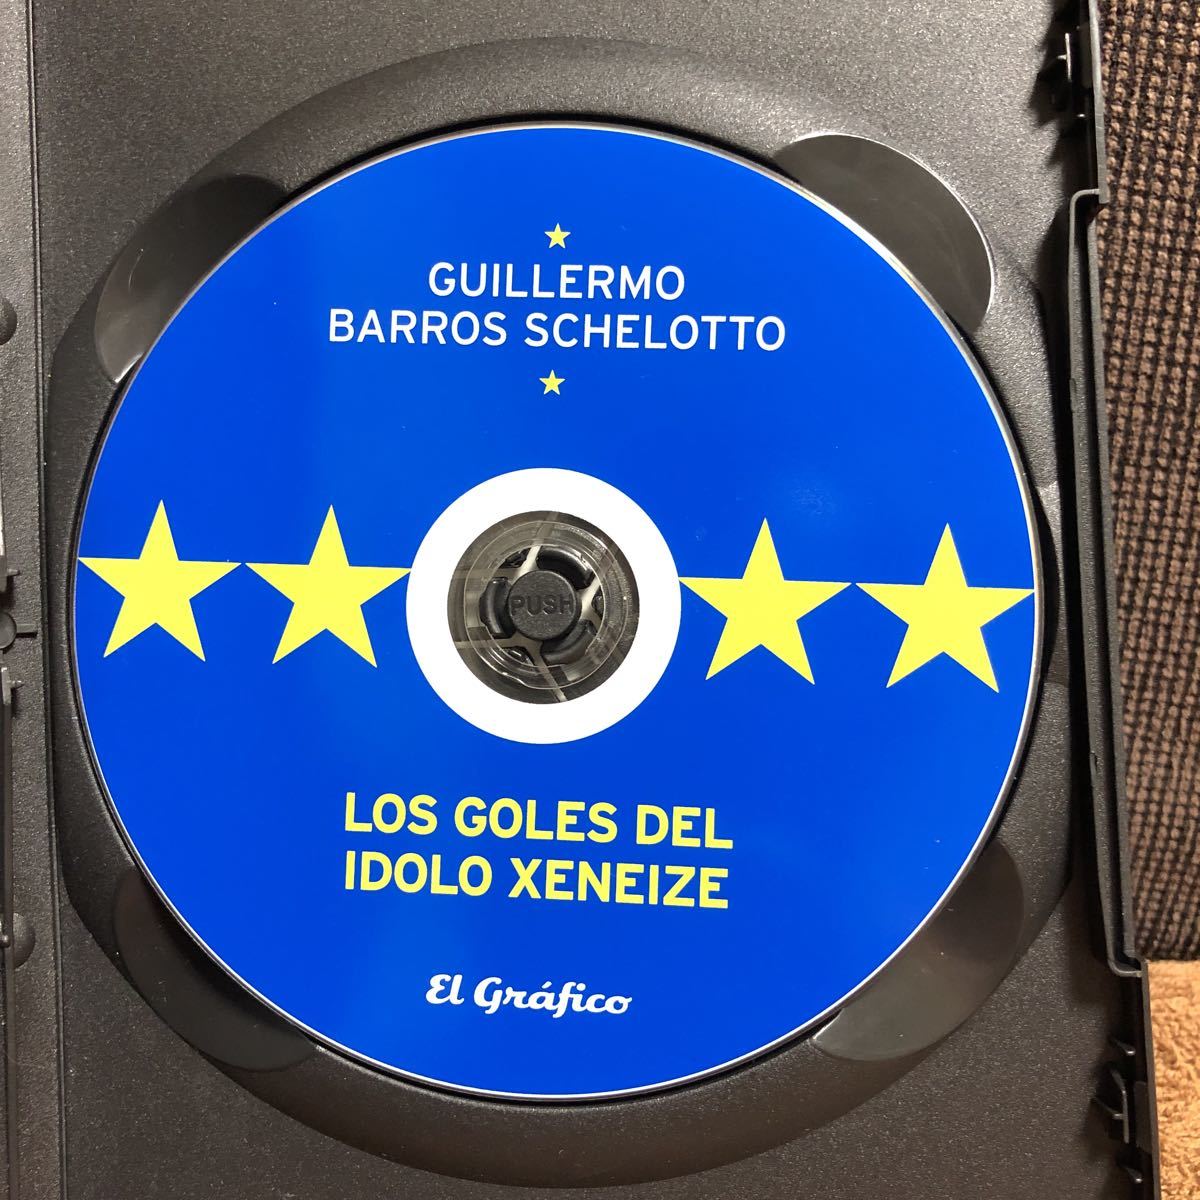 GUILLERMO
BARROS SCHELOTTO
PUSH
LOS GOLES DEL
IDOLO XENEIZE
El Gráfico